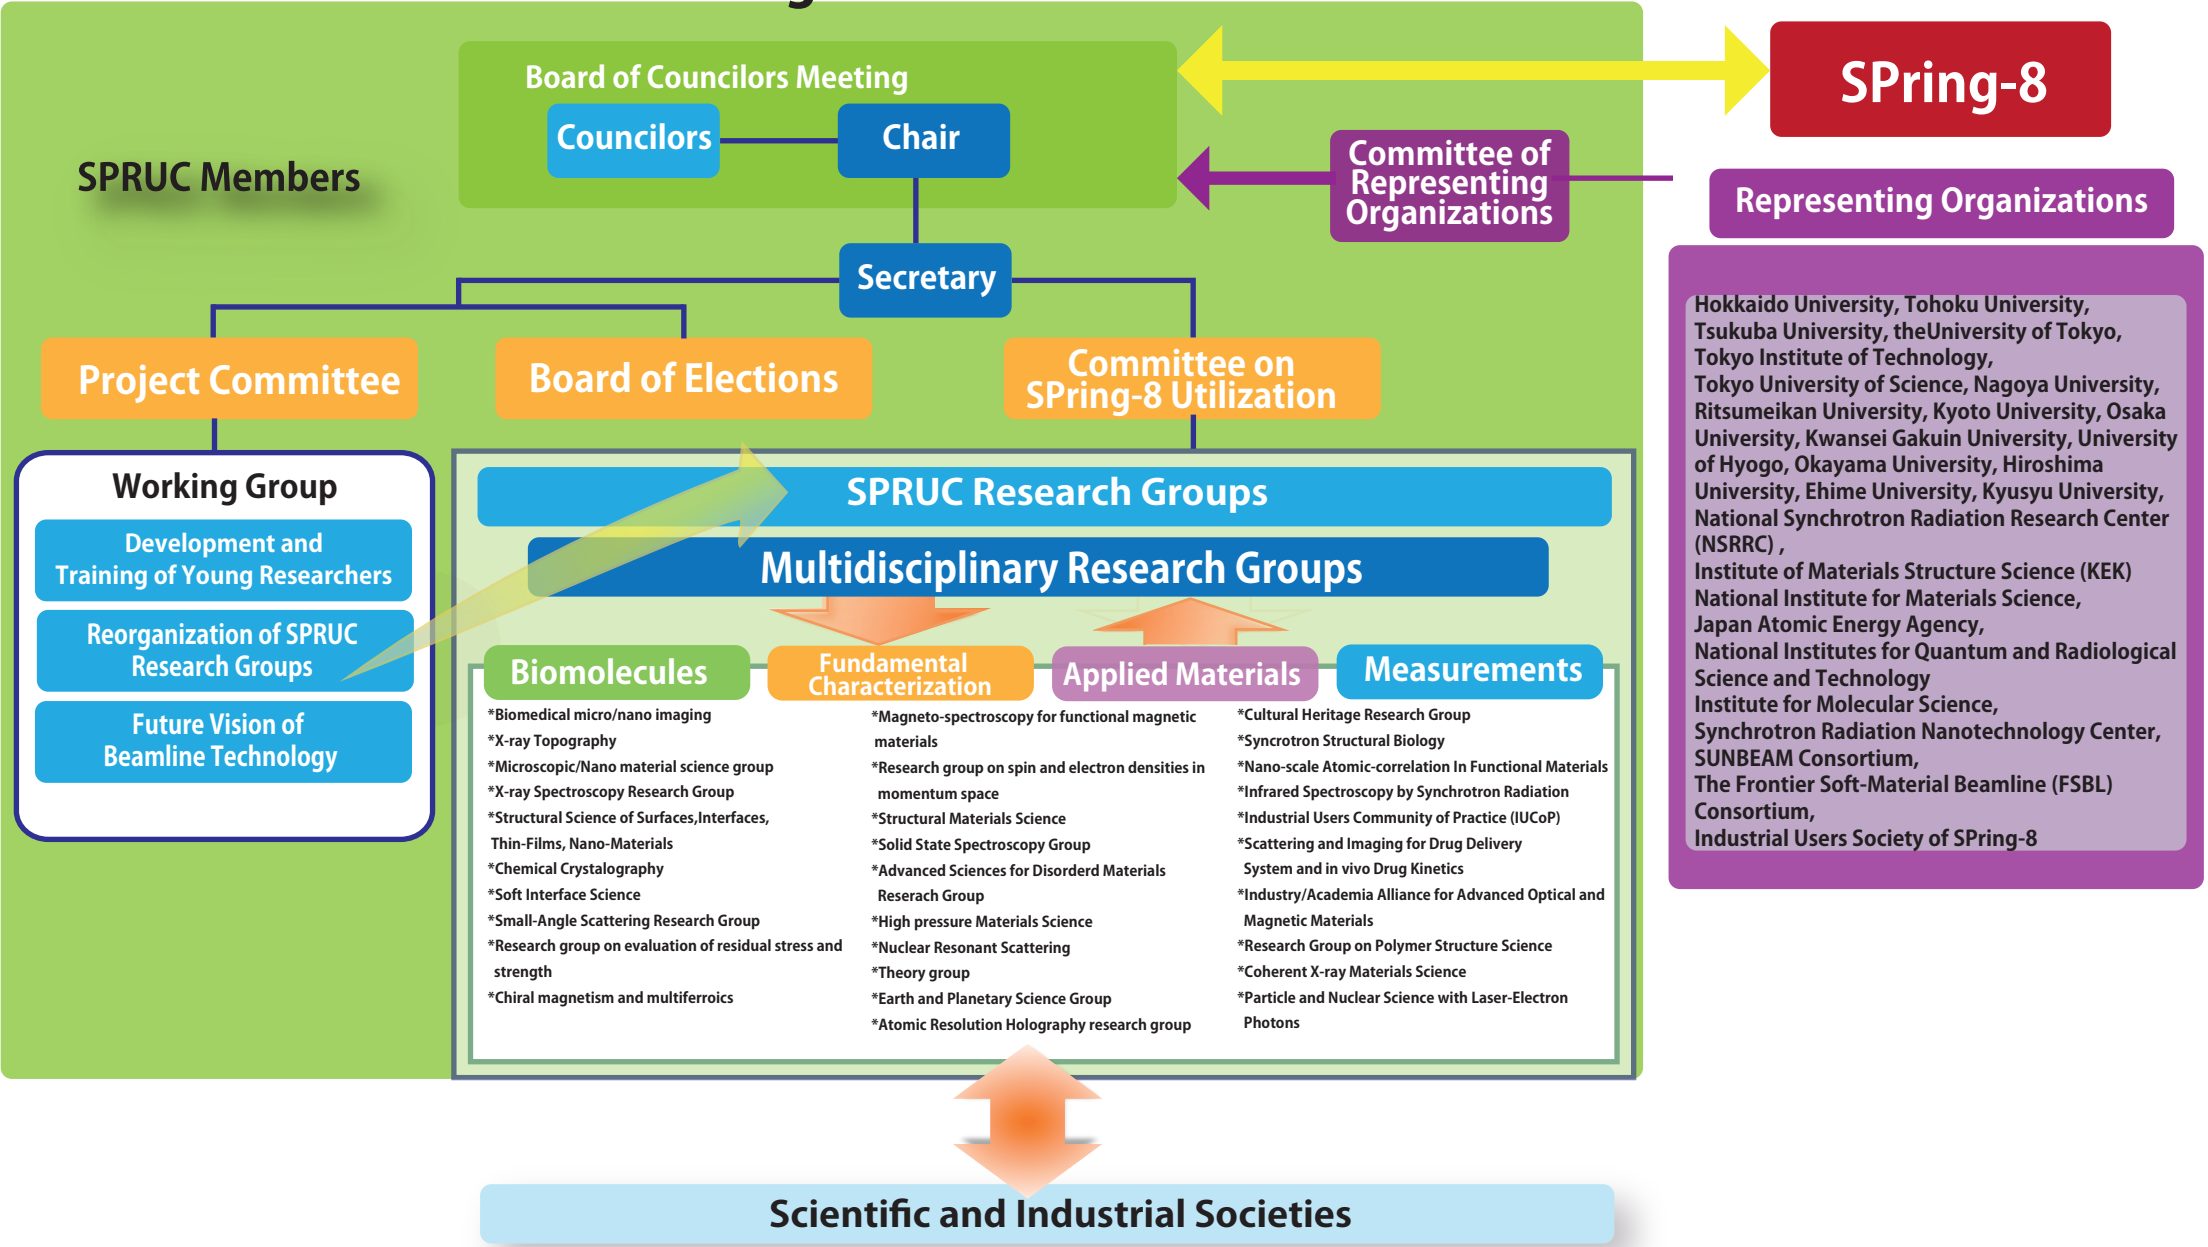 Board of Councilors Meeting
Councilors
Chair
SPring-8
SPRUC Members
Committee of
Representing
Organizations
Representing Organizations
Secretary
Project Committee
Board of Elections
Committee on
SPring-8 Utilization
Hokkaido University, Tohoku University,
Tsukuba University, theUniversity of Tokyo,
Tokyo Institute of Technology,
Tokyo University of Science, Nagoya University,
Ritsumeikan University, Kyoto University, Osaka
University, Kwansei Gakuin University, University
of Hyogo, Okayama University, Hiroshima
University, Ehime University, Kyusyu University,
National Synchrotron Radiation Research Center
(NSRRC) ,
Institute of Materials Structure Science (KEK)
National Institute for Materials Science,
Japan Atomic Energy Agency,
National Institutes for Quantum and Radiological
Science and Technology
Institute for Molecular Science,
Synchrotron Radiation Nanotechnology Center,
SUNBEAM Consortium,
The Frontier Soft-Material Beamline (FSBL)
Consortium,
Industrial Users Society of SPring-8
Working Group
Development and
Training of Young Researchers
Reorganization of SPRUC
Research Groups
Future Vision of
Beamline Technology
SPRUC Research Groups
Multidisciplinary Research Groups
Biomolecules
Fundamental
Characterization
Applied Materials
Measurements
*Biomedical micro/nano imaging
*X-ray Topography
*Microscopic/Nano material science group
*X-ray Spectroscopy Research Group
*Structural Science of Surfaces,Interfaces,
Thin-Films, Nano-Materials
*Chemical Crystalography
*Soft Interface Science
*Small-Angle Scattering Research Group
*Research group on evaluation of residual stress and
strength
*Chiral magnetism and multiferroics
*Magneto-spectroscopy for functional magnetic
materials
*Research group on spin and electron densities in
momentum space
*Structural Materials Science
*Solid State Spectroscopy Group
*Advanced Sciences for Disorderd Materials
Reserach Group
*High pressure Materials Science
*Nuclear Resonant Scattering
*Theory group
*Earth and Planetary Science Group
*Atomic Resolution Holography research group
*Cultural Heritage Research Group
*Syncrotron Structural Biology
*Nano-scale Atomic-correlation In Functional Materials
*Infrared Spectroscopy by Synchrotron Radiation
*Industrial Users Community of Practice (IUCoP)
*Scattering and Imaging for Drug Delivery
System and in vivo Drug Kinetics
*Industry/Academia Alliance for Advanced Optical and
Magnetic Materials
*Research Group on Polymer Structure Science
*Coherent X-ray Materials Science
*Particle and Nuclear Science with Laser-Electron
Photons
Scientific and Industrial Societies